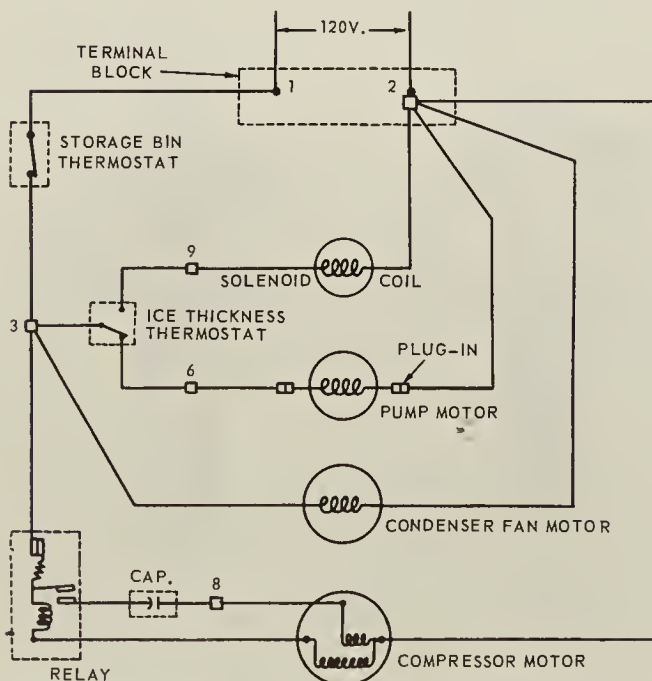 120V.
TERMINAL
BLOCK
1
2
STORAGE BIN
THERMOSTAT
9
SOLENOID COIL
3
ICE THICKNESS
THERMOSTAT
6
PLUG-IN
PUMP MOTOR
CONDENSER FAN MOTOR
CAP.
8
COMPRESSOR MOTOR
RELAY